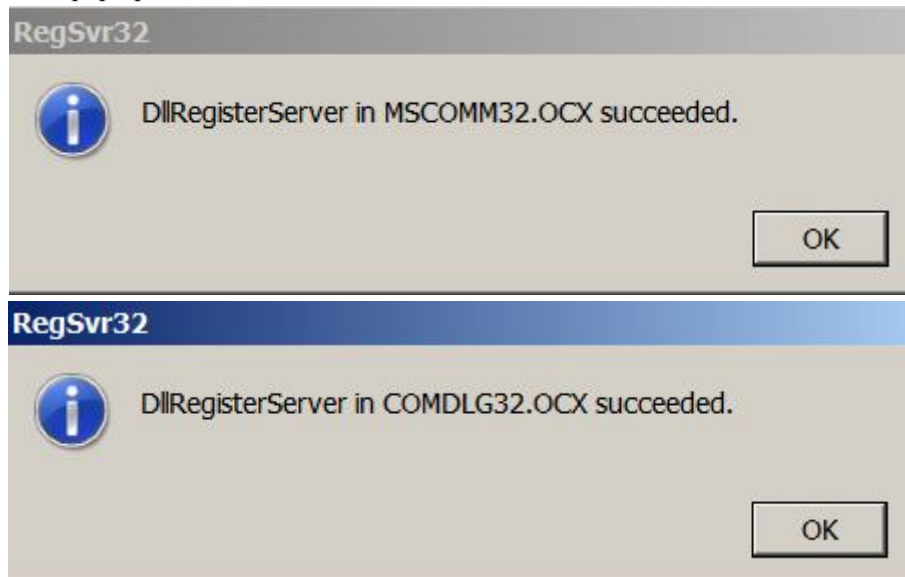 RegSvr32
DllRegisterServer in MSCOMM32.OCX succeeded.
OK
RegSvr32
DllRegisterServer in COMDLG32.OCX succeeded.
OK